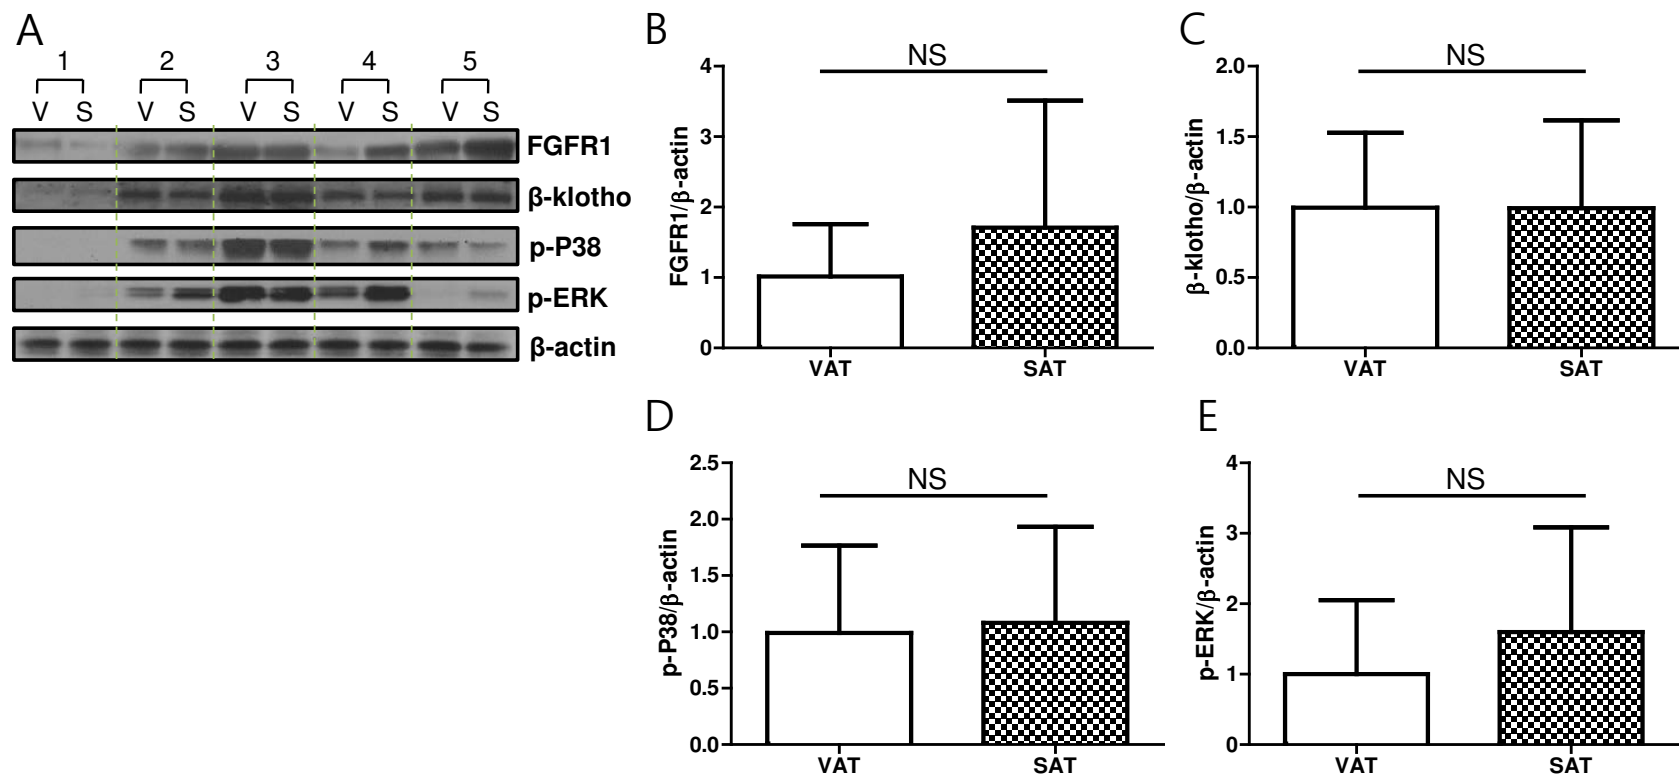 A
1 2 3 4 5
V S V S V S V S V S
FGFR1
β-klotho
p-P38
p-ERK
β-actin
B
NS
FGFR1/β-actin
4
3
2
1
0
VAT SAT
C
NS
β-klotho/β-actin
2.0
1.5
1.0
0.5
0.0
VAT SAT
D
NS
p-P38/β-actin
2.5
2.0
1.5
1.0
0.5
0.0
VAT SAT
E
NS
p-ERK/β-actin
4
3
2
1
0
VAT SAT